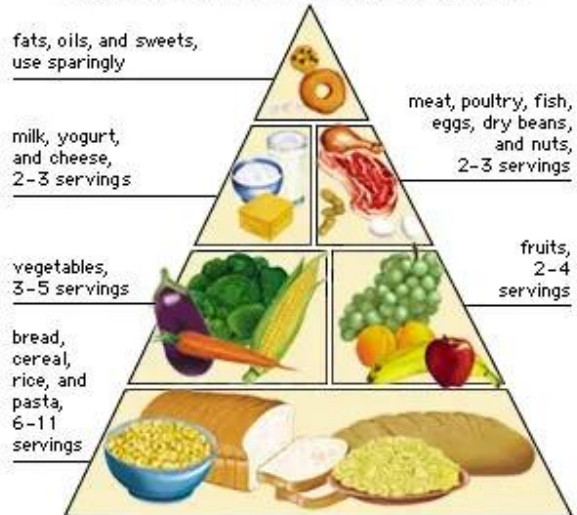 fats, oils, and sweets,
use sparingly
meat, poultry, fish,
eggs, dry beans,
and nuts,
2-3 servings
milk, yogurt,
and cheese,
2-3 servings
vegetables,
3-5 servings
fruits,
2-4
servings
bread,
cereal,
rice, and
pasta,
6-11
servings